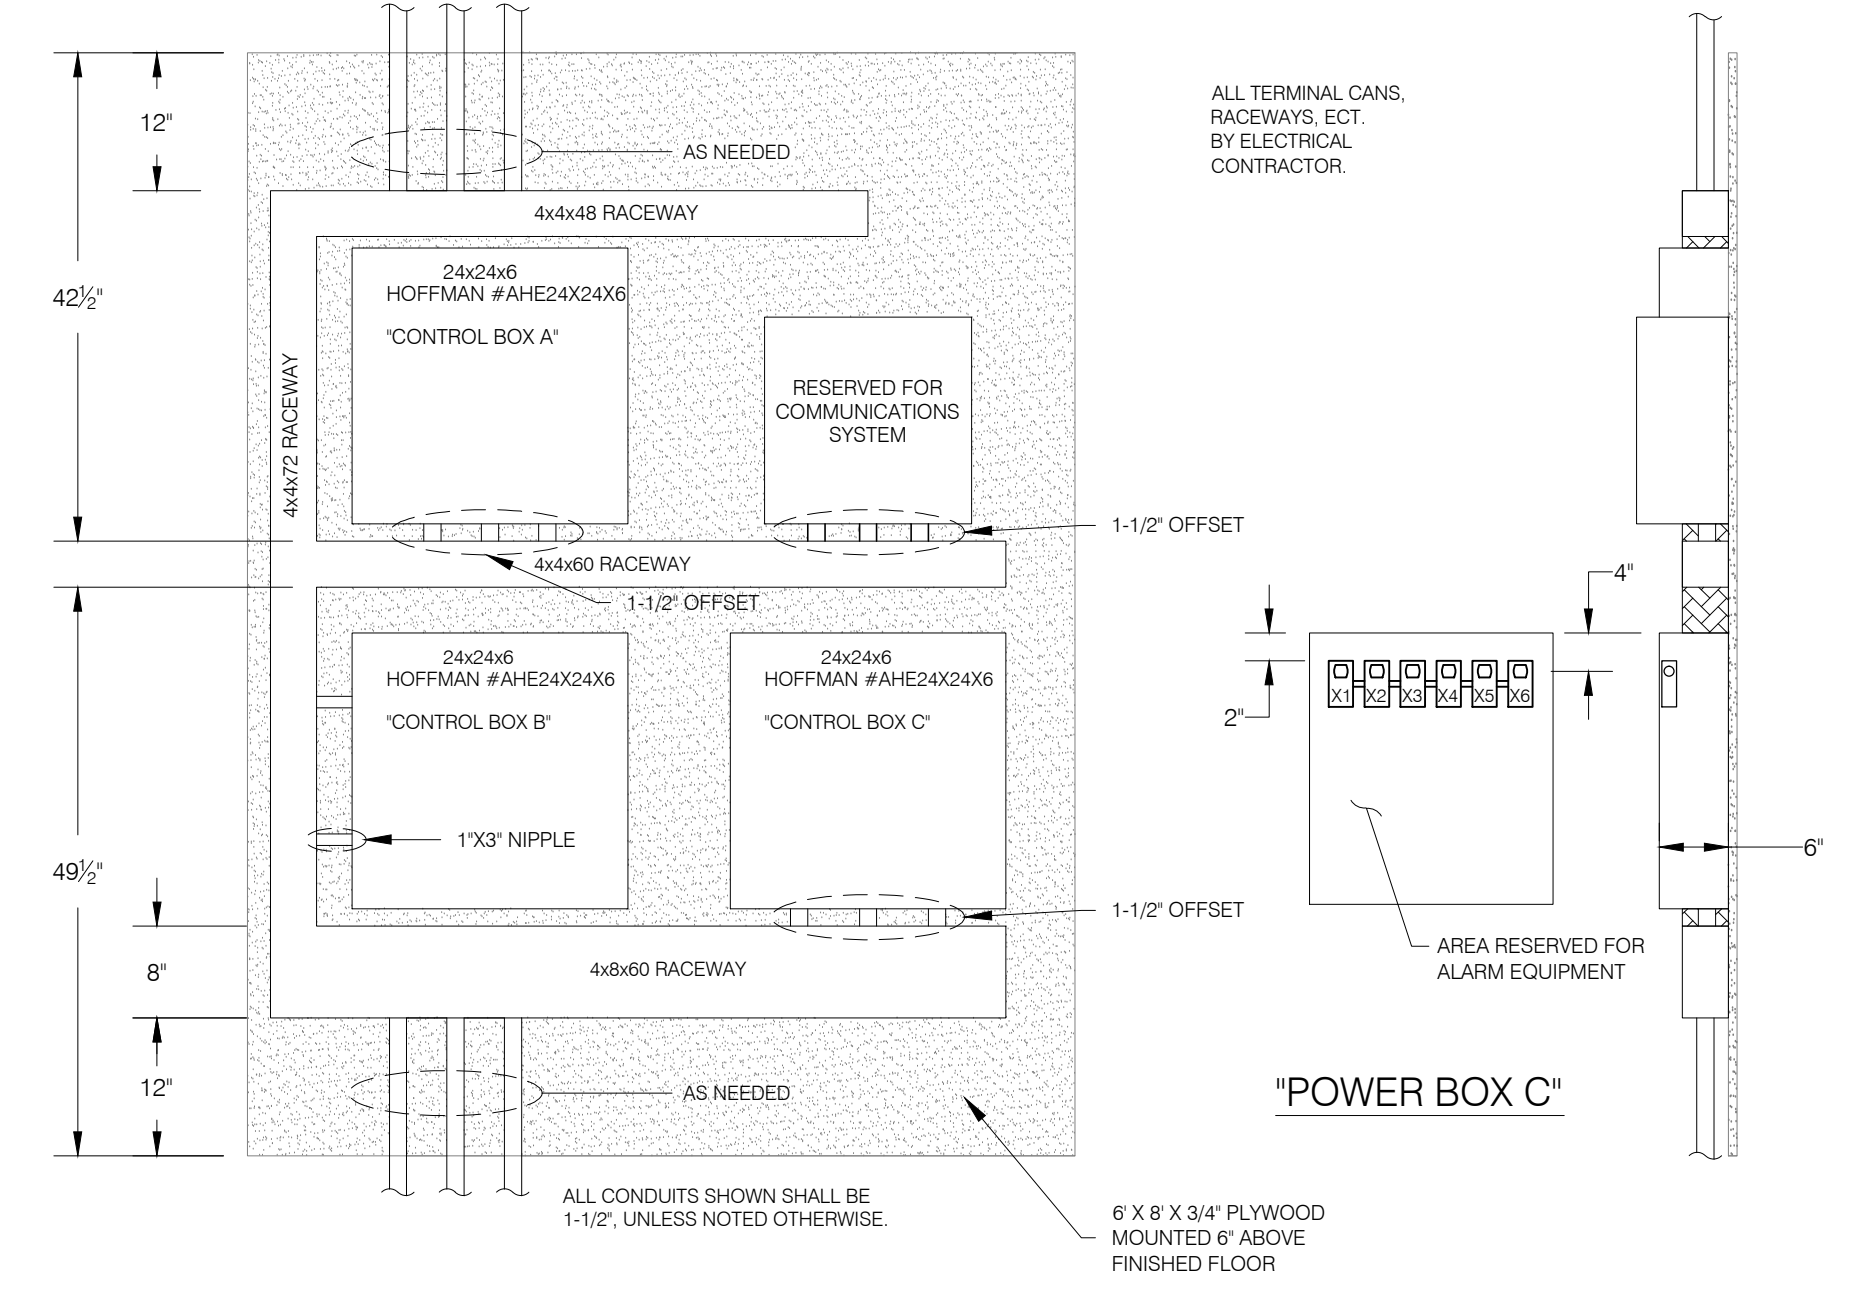 12"
42½"
AS NEEDED
4x4x48 RACEWAY
24x24x6
HOFFMAN #AHE24X24X6
"CONTROL BOX A"
4x4x72 RACEWAY
RESERVED FOR
COMMUNICATIONS
SYSTEM
1-1/2" OFFSET
4x4x60 RACEWAY
1-1/2" OFFSET
24x24x6
HOFFMAN #AHE24X24X6
"CONTROL BOX B"
24x24x6
HOFFMAN #AHE24X24X6
"CONTROL BOX C"
1"X3" NIPPLE
49½"
1-1/2" OFFSET
8"
4x8x60 RACEWAY
12"
AS NEEDED
ALL CONDUITS SHOWN SHALL BE
1-1/2", UNLESS NOTED OTHERWISE.
6' X 8' X 3/4" PLYWOOD
MOUNTED 6" ABOVE
FINISHED FLOOR
ALL TERMINAL CANS,
RACEWAYS, ECT.
BY ELECTRICAL
CONTRACTOR.
4"
X1 X2 X3 X4 X5 X6
2"
6"
AREA RESERVED FOR
ALARM EQUIPMENT
"POWER BOX C"